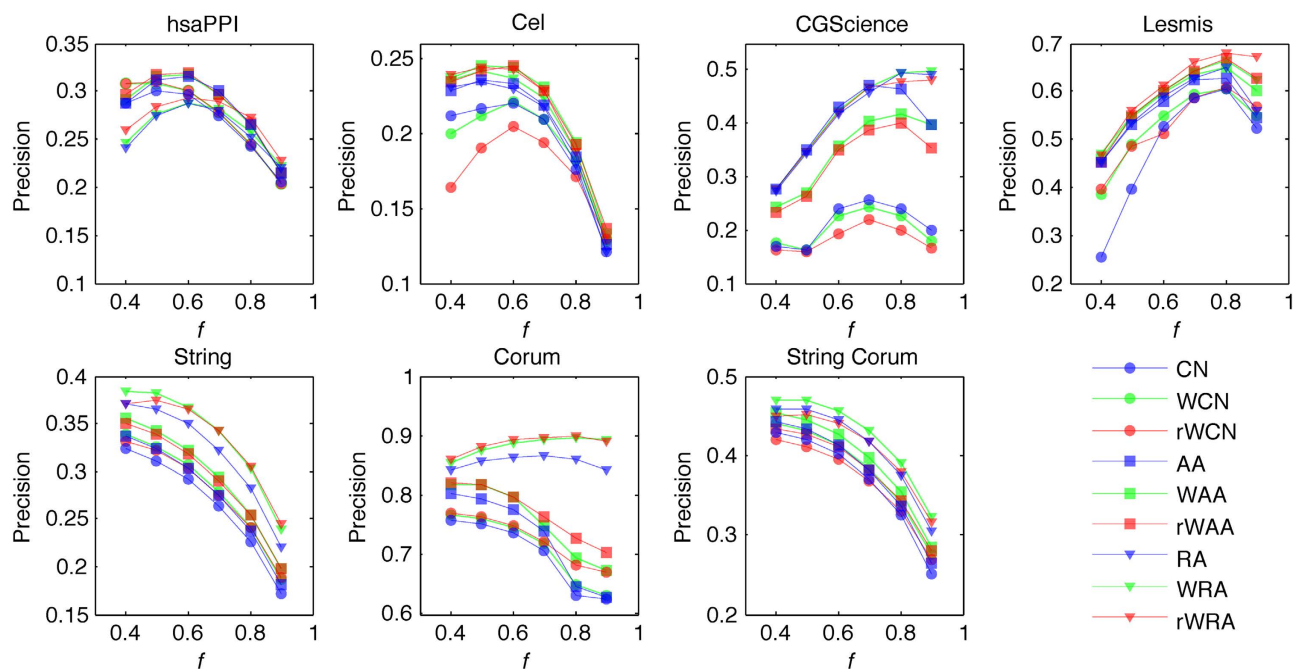 hsaPPI
0.35
0.3
0.25
0.2
0.1
Precision
0.4 0.6 0.8 1
f
Cel
0.25
0.2
0.15
0.1
Precision
0.4 0.6 0.8 1
f
CGScience
0.5
0.4
0.3
0.2
0.1
Precision
0.4 0.6 0.8 1
f
Lesmis
0.7
0.6
0.5
0.4
0.3
0.2
Precision
0.4 0.6 0.8 1
f
String
0.4
0.35
0.3
0.25
0.2
0.15
Precision
0.4 0.6 0.8 1
f
Corum
1
0.9
0.8
0.7
0.6
Precision
0.4 0.6 0.8 1
f
String Corum
0.5
0.4
0.3
0.2
Precision
0.4 0.6 0.8 1
f
CN
WCN
rWCN
AA
WAA
rWAA
RA
WRA
rWRA